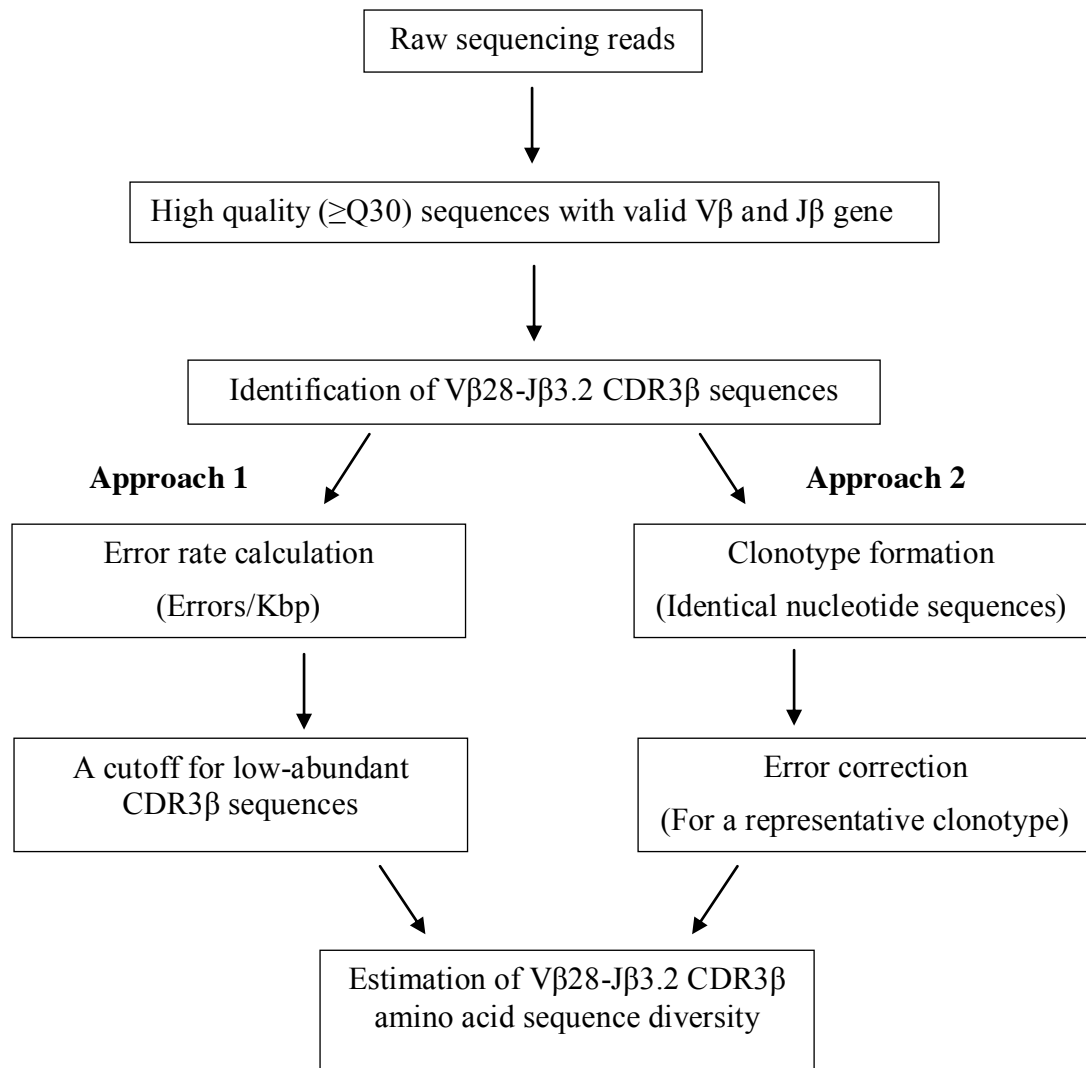 Raw sequencing reads
High quality (≥Q30) sequences with valid Vβ and Jβ gene
Identification of Vβ28-Jβ3.2 CDR3β sequences
Approach 1
Error rate calculation
(Errors/Kbp)
A cutoff for low-abundant
CDR3β sequences
Approach 2
Clonotype formation
(Identical nucleotide sequences)
Error correction
(For a representative clonotype)
Estimation of Vβ28-Jβ3.2 CDR3β
amino acid sequence diversity